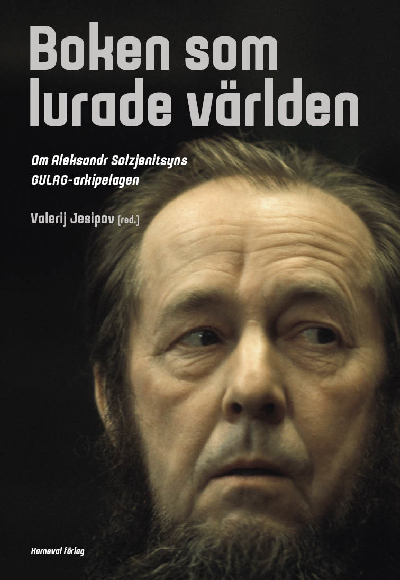 Boken som
lurade världen
Om Aleksandr Solzjenitsyns
GULAG-arkipelagen
Valerij Jesipov (red.)
Karneval förlag